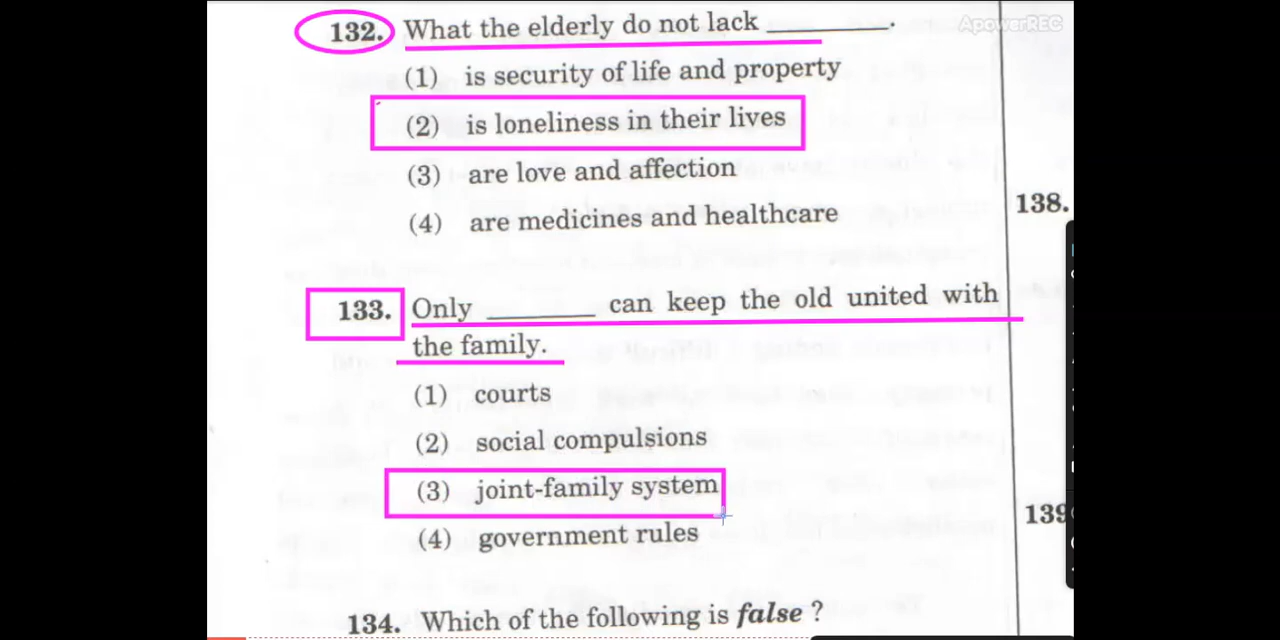 ApowerREC
132. What the elderly do not lack ________.
(1) is security of life and property
(2) is loneliness in their lives
(3) are love and affection
(4) are medicines and healthcare
133. Only ________ can keep the old united with
the family.
(1) courts
(2) social compulsions
(3) joint-family system
(4) government rules
134. Which of the following is false ?
138.
139